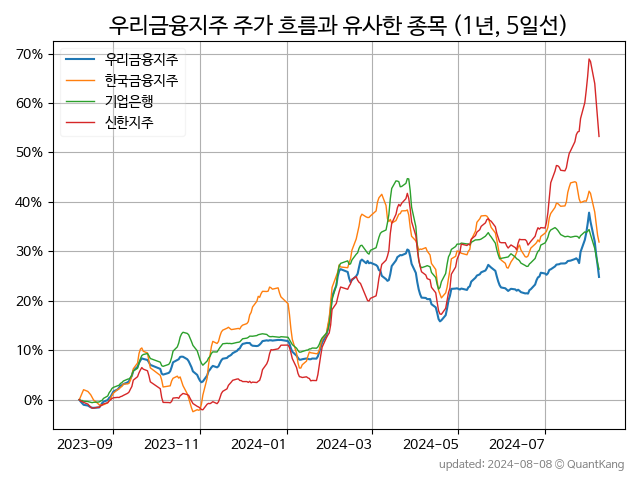 우리금융지주 주가 흐름과 유사한 종목 (1년, 5일선)
우리금융지주
한국금융지주
기업은행
신한지주
70%
60%
50%
40%
30%
20%
10%
0%
2023-09 2023-11 2024-01 2024-03 2024-05 2024-07
updated: 2024-08-08 © QuantKang